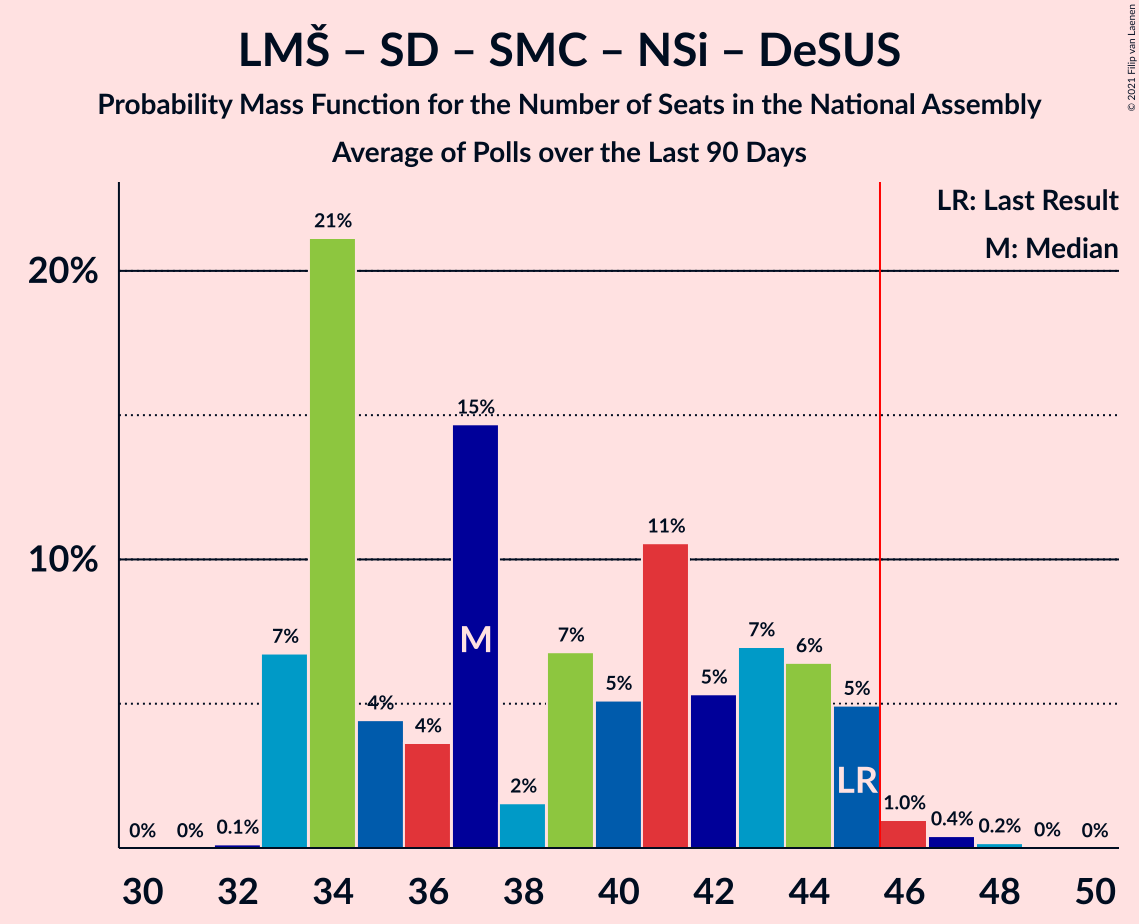 LMŠ – SD – SMC – NSi – DeSUS
Probability Mass Function for the Number of Seats in the National Assembly
Average of Polls over the Last 90 Days
© 2021 Filip van Laenen
LR: Last Result
M: Median
20%
10%
0%
0%
0.1%
7%
21%
4%
4%
15%
2%
7%
5%
11%
5%
7%
6%
5%
1.0%
0.4%
0.2%
0%
0%
M
LR
30 32 34 36 38 40 42 44 46 48 50